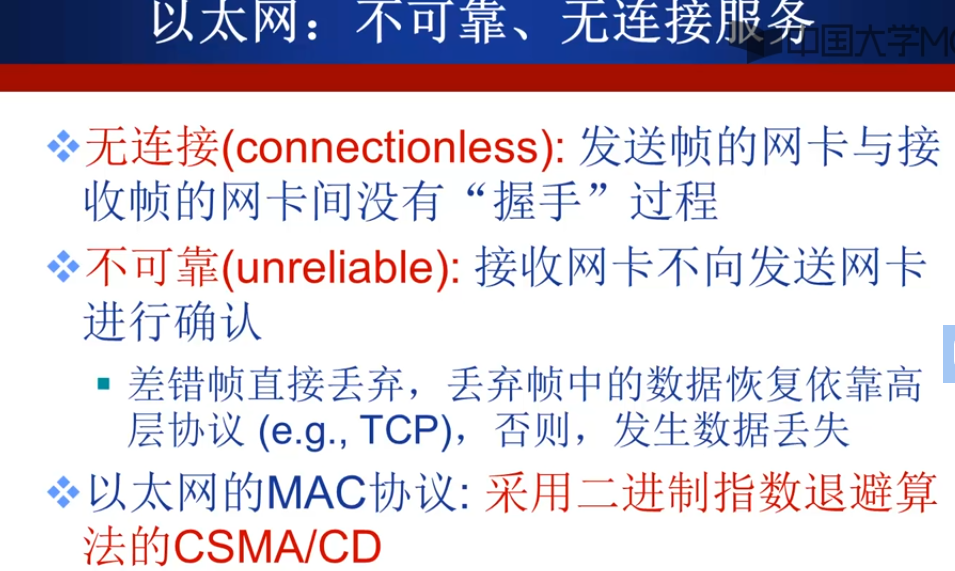 以太网：不可靠、无连接服务
中国大学MO
无连接(connectionless): 发送帧的网卡与接
收帧的网卡间没有“握手”过程
不可靠(unreliable): 接收网卡不向发送网卡
进行确认
差错帧直接丢弃，丢弃帧中的数据恢复依靠高
层协议 (e.g., TCP)，否则，发生数据丢失
以太网的MAC协议: 采用二进制指数退避算
法的CSMA/CD